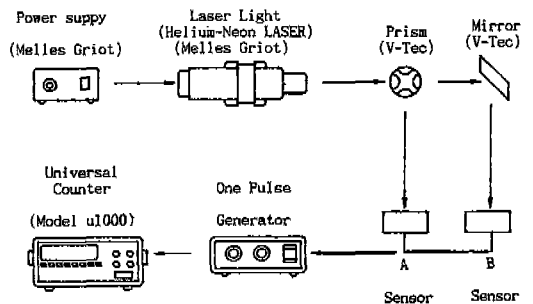 Power suppy
(Melles Griot)
Laser Light
(Helium-Neon LASER)
(Melles Griot)
Prism
(V-Tec)
Mirror
(V-Tec)
Universal
Counter
(Model u1000)
One Pulse
Generator
A
B
Sensor
Sensor